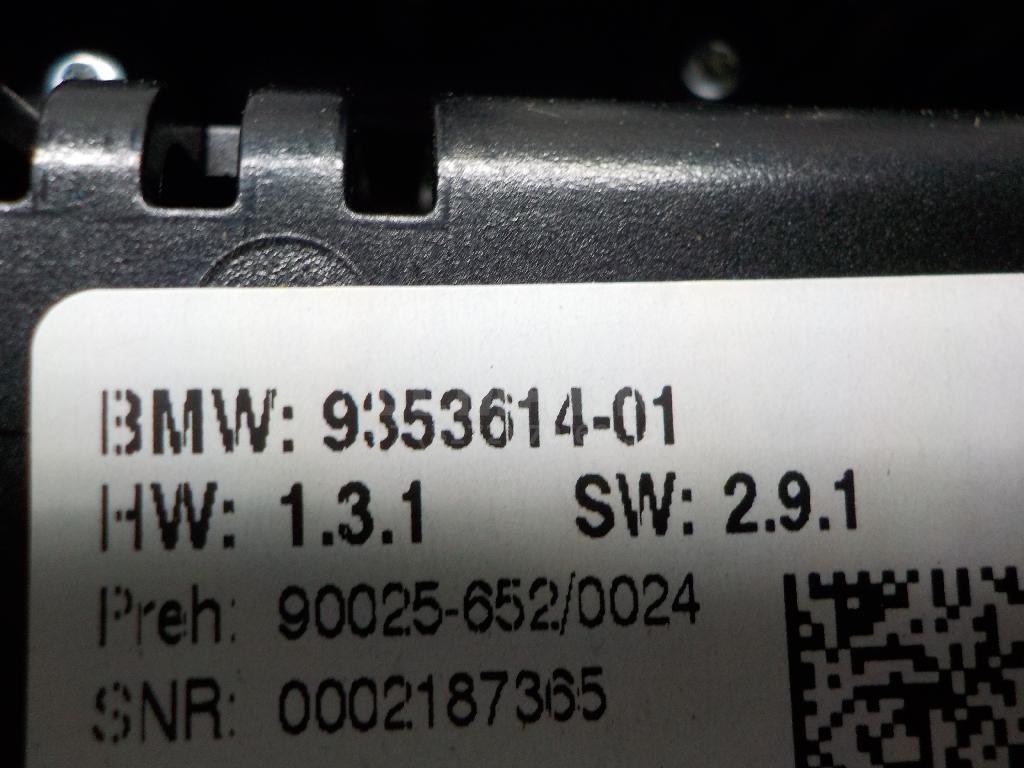 BMW: 9353614-01
HW: 1.3.1 SW: 2.9.1
Preh: 90025-652/0024
SNR: 0002187365